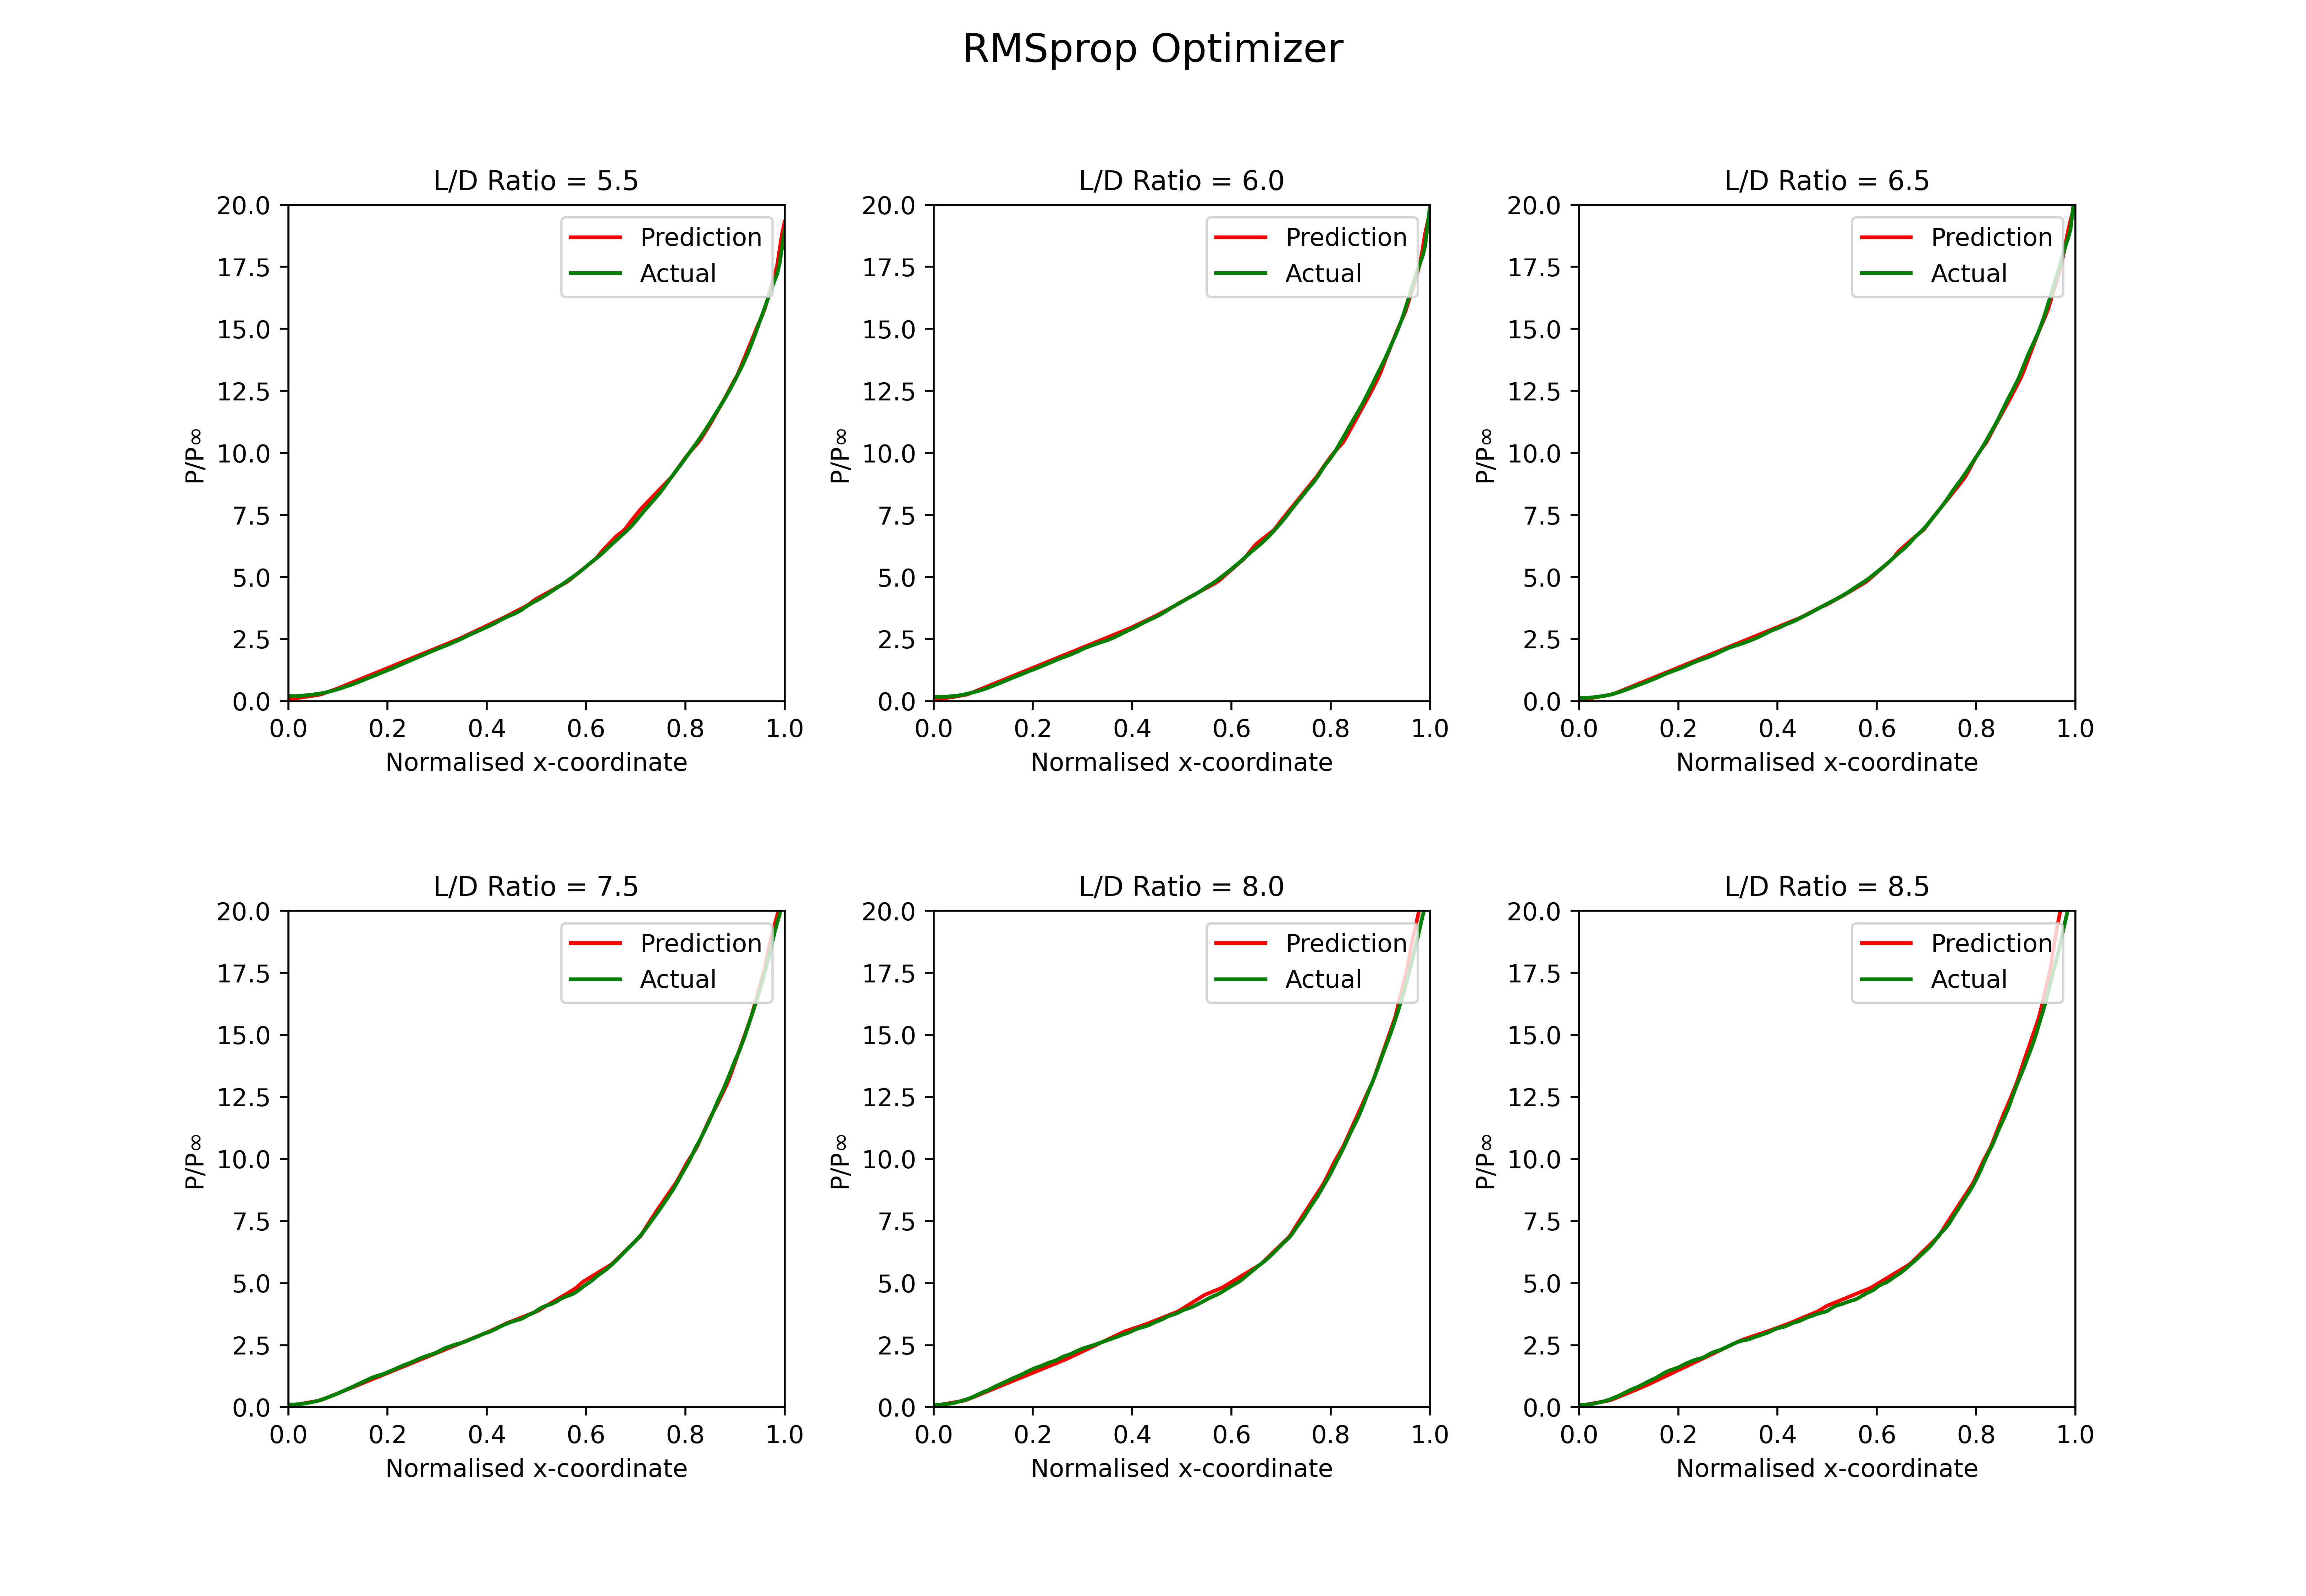 RMSprop Optimizer
L/D Ratio = 5.5
20.0
17.5
15.0
12.5
10.0
7.5
5.0
2.5
0.0
P/P∞
Prediction
Actual
0.0 0.2 0.4 0.6 0.8 1.0
Normalised x-coordinate
L/D Ratio = 6.0
20.0
17.5
15.0
12.5
10.0
7.5
5.0
2.5
0.0
P/P∞
Prediction
Actual
0.0 0.2 0.4 0.6 0.8 1.0
Normalised x-coordinate
L/D Ratio = 6.5
20.0
17.5
15.0
12.5
10.0
7.5
5.0
2.5
0.0
P/P∞
Prediction
Actual
0.0 0.2 0.4 0.6 0.8 1.0
Normalised x-coordinate
L/D Ratio = 7.5
20.0
17.5
15.0
12.5
10.0
7.5
5.0
2.5
0.0
P/P∞
Prediction
Actual
0.0 0.2 0.4 0.6 0.8 1.0
Normalised x-coordinate
L/D Ratio = 8.0
20.0
17.5
15.0
12.5
10.0
7.5
5.0
2.5
0.0
P/P∞
Prediction
Actual
0.0 0.2 0.4 0.6 0.8 1.0
Normalised x-coordinate
L/D Ratio = 8.5
20.0
17.5
15.0
12.5
10.0
7.5
5.0
2.5
0.0
P/P∞
Prediction
Actual
0.0 0.2 0.4 0.6 0.8 1.0
Normalised x-coordinate